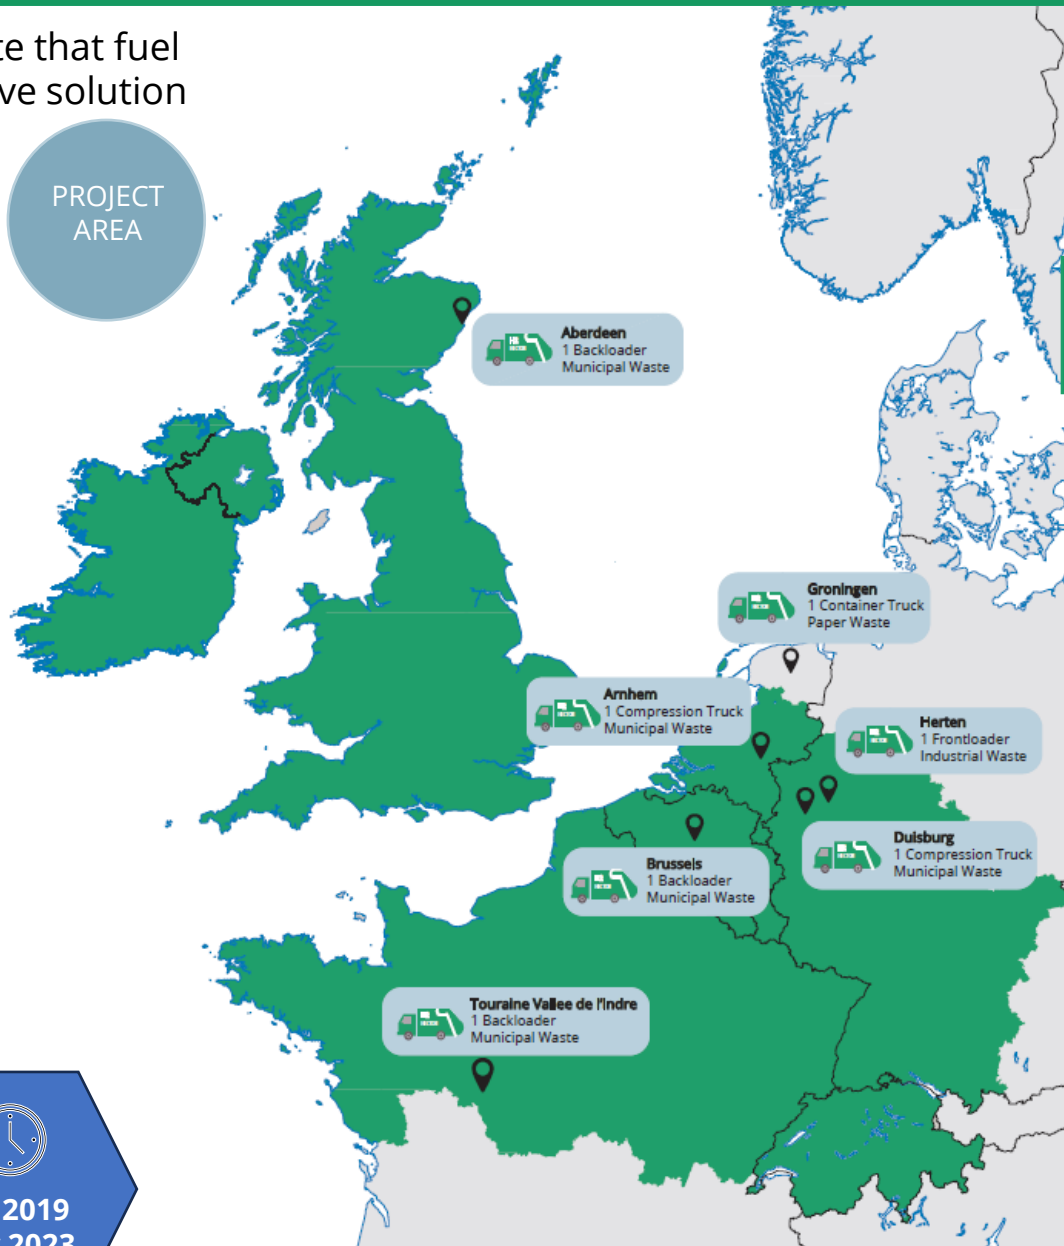 te that fuel
ve solution
PROJECT
AREA
Aberdeen
1 Backloader
Municipal Waste
Groningen
1 Container Truck
Paper Waste
Arnhem
1 Compression Truck
Municipal Waste
Herten
1 Frontloader
Industrial Waste
Duisburg
1 Compression Truck
Municipal Waste
Brussels
1 Backloader
Municipal Waste
Touraine Vallee de l'Indre
1 Backloader
Municipal Waste
2019
2023